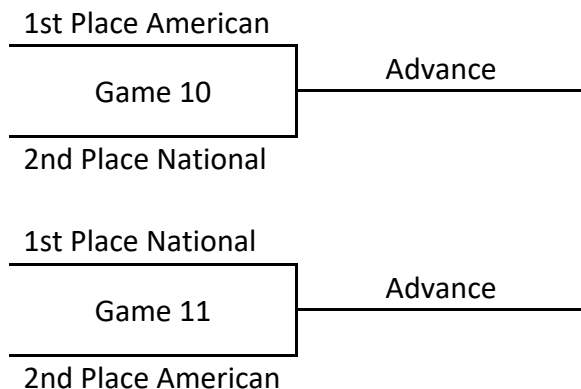 1st Place American
Advance
Game 10
2nd Place National
1st Place National
Advance
Game 11
2nd Place American